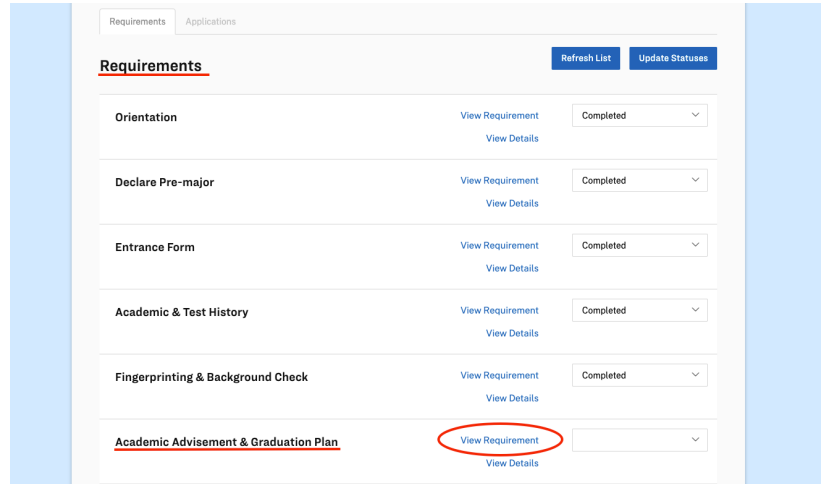 Requirements Applications
Requirements
Refresh List Update Statuses
Orientation View Requirement Completed
View Details
Declare Pre-major View Requirement Completed
View Details
Entrance Form View Requirement Completed
View Details
Academic & Test History View Requirement Completed
View Details
Fingerprinting & Background Check View Requirement Completed
View Details
Academic Advisement & Graduation Plan View Requirement
View Details